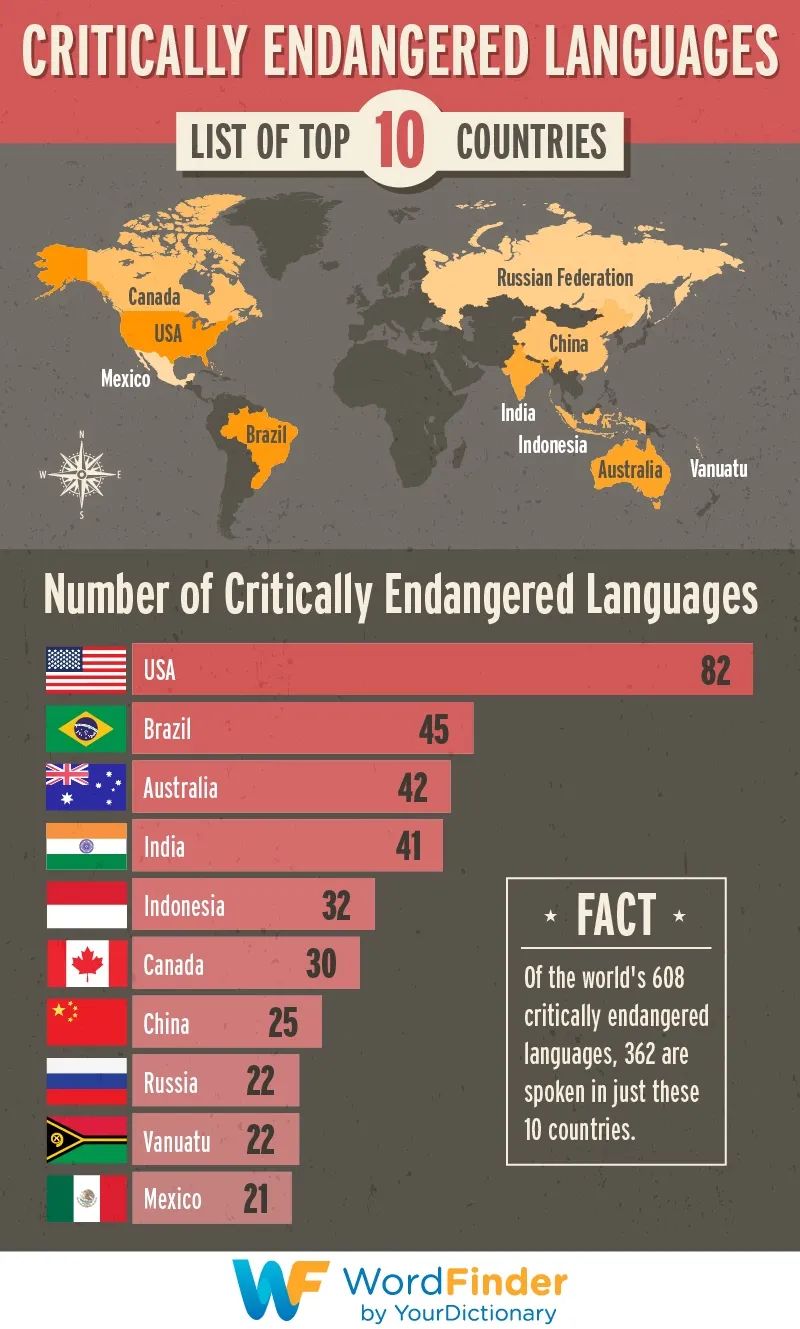 CRITICALLY ENDANGERED LANGUAGES
LIST OF TOP 10 COUNTRIES
Canada
USA
Mexico
Brazil
Russian Federation
China
India
Indonesia
Australia
Vanuatu
N
W E
S
Number of Critically Endangered Languages
USA 82
Brazil 45
Australia 42
India 41
Indonesia 32
Canada 30
China 25
Russia 22
Vanuatu 22
Mexico 21
FACT
Of the world's 608
critically endangered
languages, 362 are
spoken in just these
10 countries.
WF WordFinder
by YourDictionary